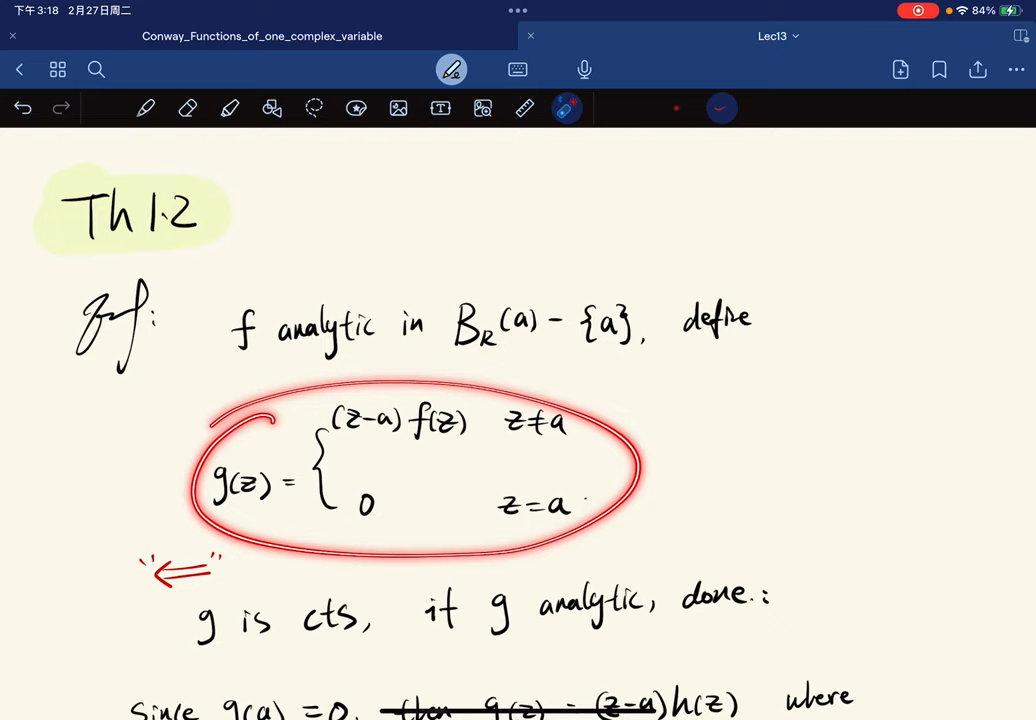 下午3:18 2月27日周二
84%
Conway_Functions_of_one_complex_variable
Lec13
Th 1.2
Prf:
f analytic in B_R(a) - {a}, define
(z-a) f(z) z≠a
g(z) = {
0 z=a
"⇐"
g is cts, if g analytic, done:
since g(a) = 0, then g(z) = (z-a)h(z) where